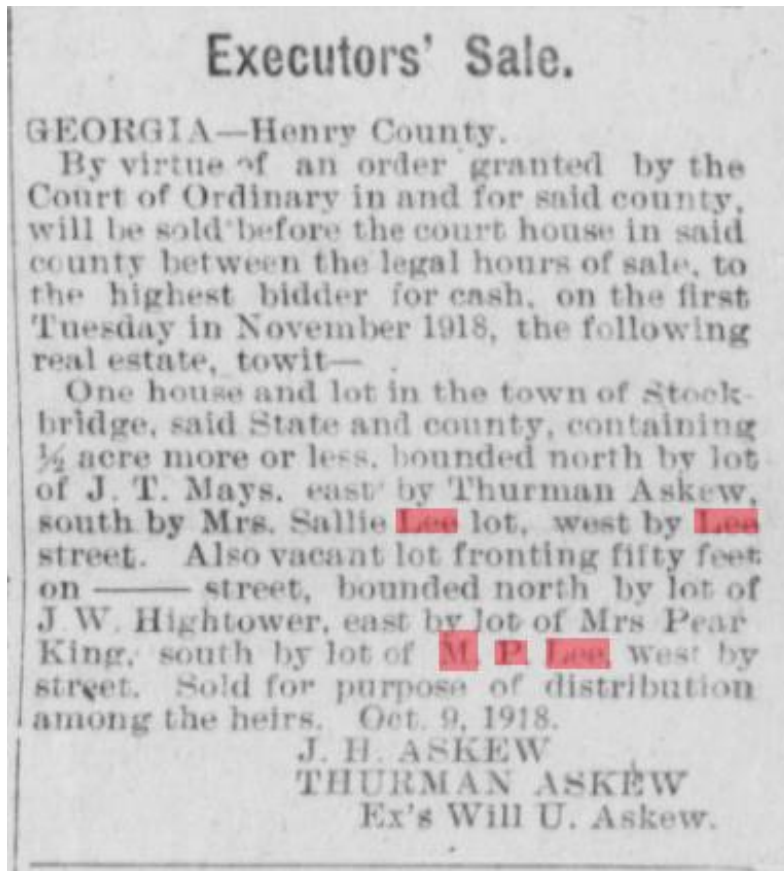 Executors' Sale.
GEORGIA—Henry County.
By virtue of an order granted by the
Court of Ordinary in and for said county,
will be sold before the court house in said
county between the legal hours of sale, to
the highest bidder for cash, on the first
Tuesday in November 1918, the following
real estate, towit—
One house and lot in the town of Stock-
bridge, said State and county, containing
½ acre more or less, bounded north by lot
of J. T. Mays, east by Thurman Askew,
south by Mrs. Sallie Lee lot, west by Lee
street. Also vacant lot fronting fifty feet
on —— street, bounded north by lot of
J. W. Hightower, east by lot of Mrs Pear
King, south by lot of M. P. Lee, west by
street. Sold for purpose of distribution
among the heirs. Oct. 9, 1918.
J. H. ASKEW
THURMAN ASKEW
Ex's Will U. Askew.